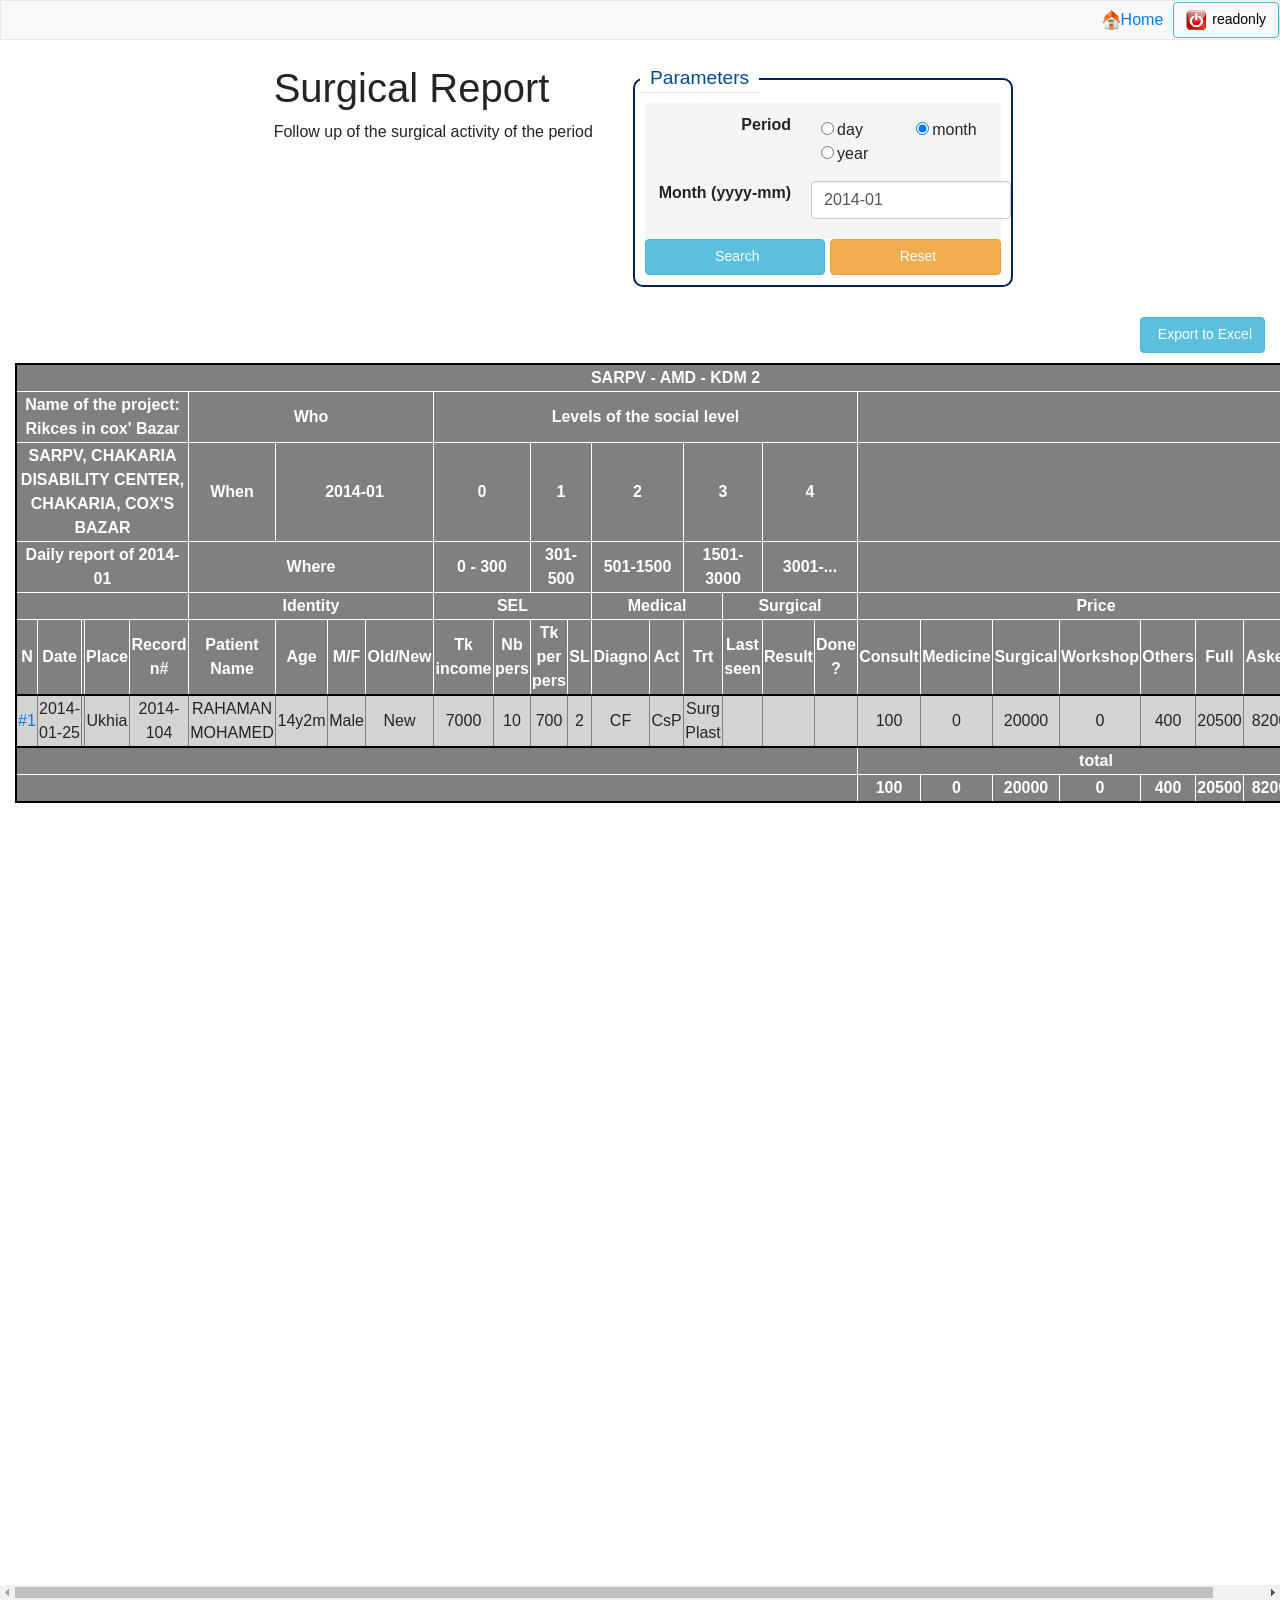 Home readonly
Surgical Report
Follow up of the surgical activity of the period
Parameters
Period
day month
year
Month (yyyy-mm) 2014-01
Search Reset
Export to Excel
SARPV - AMD - KDM 2
Name of the project:
Rikces in cox' Bazar
Who
Levels of the social level
SARPV, CHAKARIA
DISABILITY CENTER,
CHAKARIA, COX'S
BAZAR
When 2014-01 0 1 2 3 4
Daily report of 2014-
01
Where 0 - 300
301-
500
501-1500
1501-
3000
3001-...
Identity SEL Medical Surgical Price
N Date Place
Record
n#
Patient
Name
Age M/F Old/New
Tk
income
Nb
pers
Tk
per
pers
SL Diagno Act Trt
Last
seen
Result
Done
?
Consult Medicine Surgical Workshop Others Full
#1
2014-
01-25
Ukhia
2014-
104
RAHAMAN
MOHAMED
14y2m Male New 7000 10 700 2 CF CsP
Surg
Plast
100 0 20000 0 400 20500
total
100 0 20000 0 400 20500